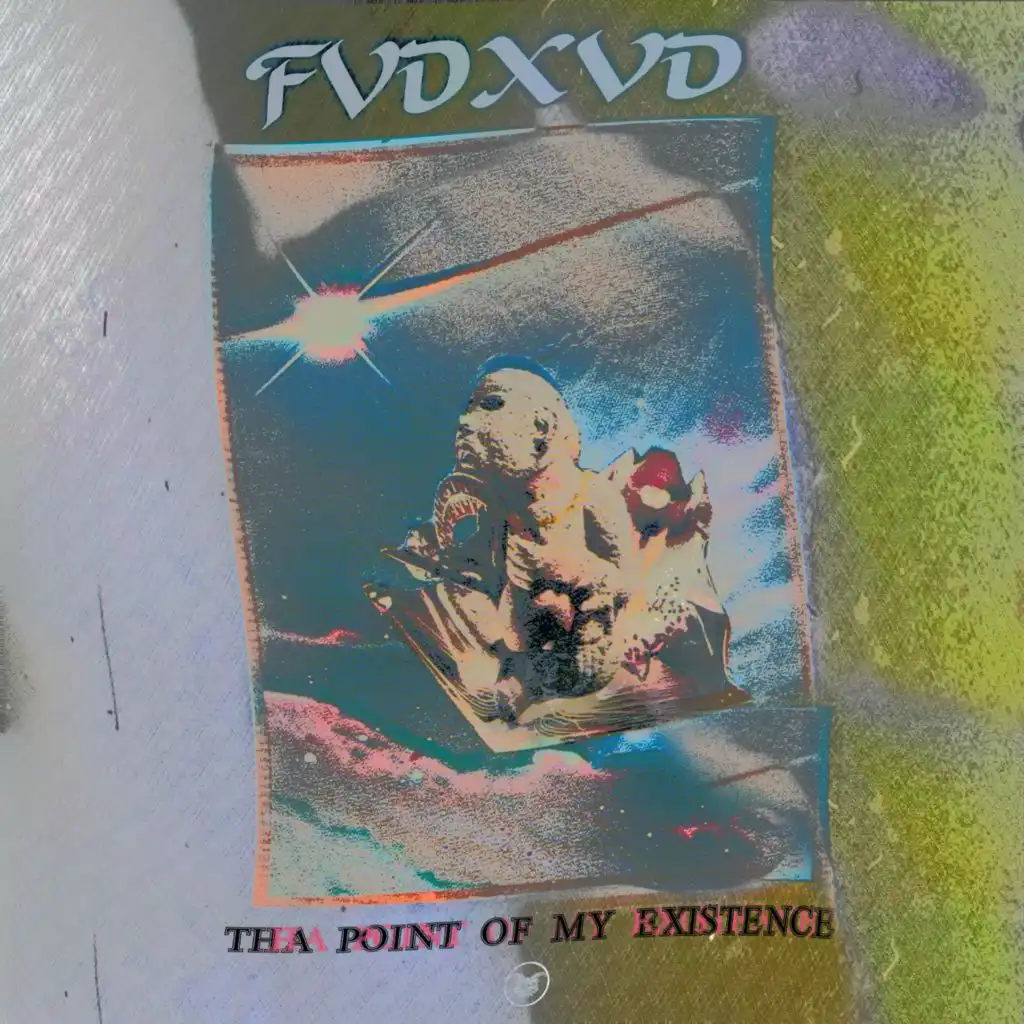 FVDXVD
THA POINT OF MY EXISTENCE